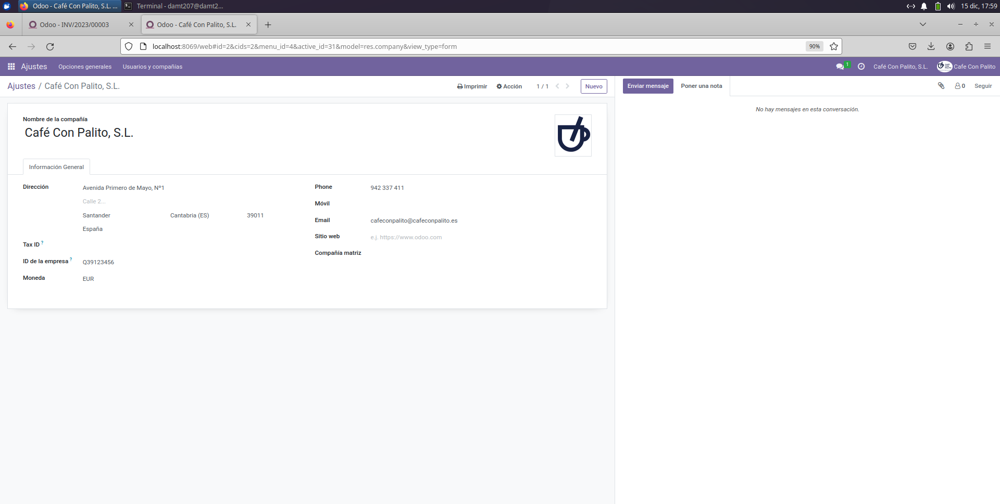 Odoo - Café Con Palito, S.L. ...
Terminal - damt207@damt2...
15 dic, 17:59
Odoo - INV/2023/00003
Odoo - Café Con Palito, S.L.
localhost:8069/web#id=2&cids=2&menu_id=4&active_id=31&model=res.company&view_type=form
90%
Ajustes
Opciones generales
Usuarios y compañías
1
Café Con Palito, S.L.
Cafe Con Palito
Ajustes / Café Con Palito, S.L.
Imprimir
Acción
1 / 1
Nuevo
Enviar mensaje
Poner una nota
0
Seguir
No hay mensajes en esta conversación.
Nombre de la compañía
Café Con Palito, S.L.
Información General
Dirección
Avenida Primero de Mayo, Nº1
Calle 2...
Santander
Cantabria (ES)
39011
España
Tax ID ?
ID de la empresa ?
Q39123456
Moneda
EUR
Phone
942 337 411
Móvil
Email
cafeconpalito@cafeconpalito.es
Sitio web
e.j. https://www.odoo.com
Compañía matriz